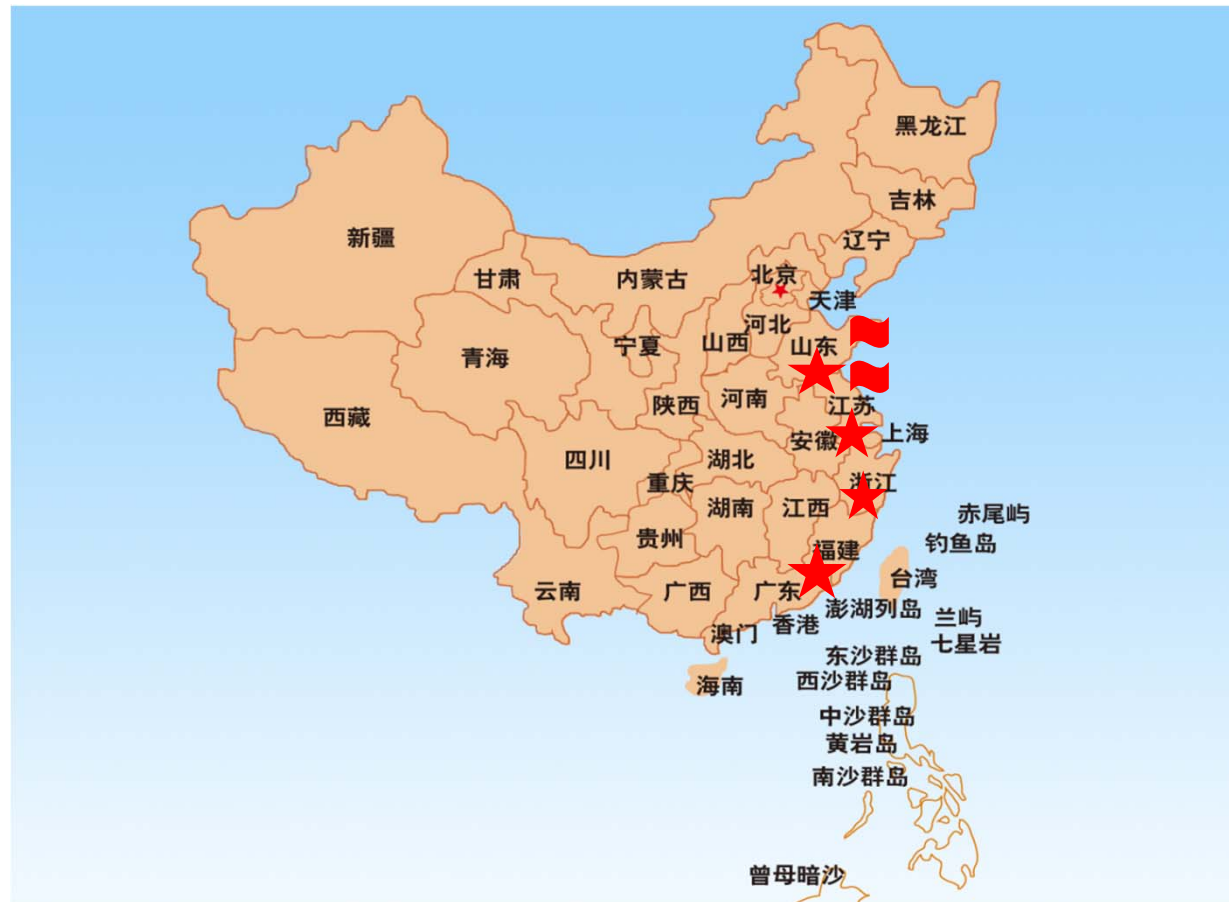 黑龙江
吉林
辽宁
新疆
甘肃
内蒙古
北京
天津
河北
山西
山东
宁夏
青海
陕西
河南
江苏
西藏
安徽
上海
四川
湖北
重庆
浙江
湖南
江西
赤尾屿
贵州
福建
钓鱼岛
云南
广西
广东
台湾
澎湖列岛
兰屿
香港
澳门
七星岩
东沙群岛
海南
西沙群岛
中沙群岛
黄岩岛
南沙群岛
曾母暗沙